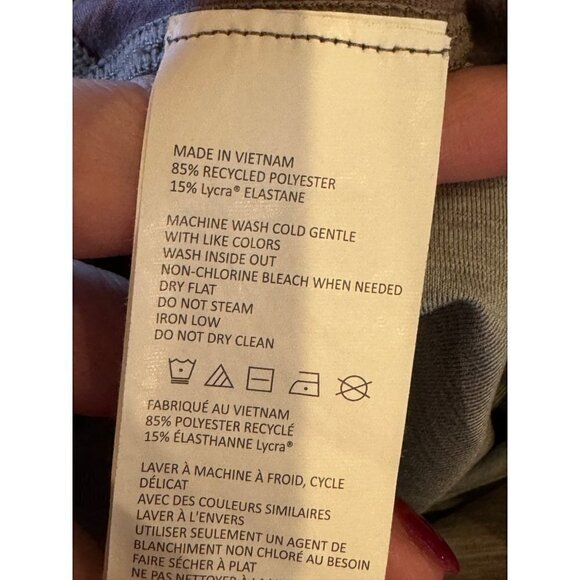 MADE IN VIETNAM
85% RECYCLED POLYESTER
15% Lycra® ELASTANE
MACHINE WASH COLD GENTLE
WITH LIKE COLORS
WASH INSIDE OUT
NON-CHLORINE BLEACH WHEN NEEDED
DRY FLAT
DO NOT STEAM
IRON LOW
DO NOT DRY CLEAN
FABRIQUÉ AU VIETNAM
85% POLYESTER RECYCLÉ
15% ÉLASTHANNE Lycra®
LAVER À MACHINE À FROID, CYCLE
DÉLICAT
AVEC DES COULEURS SIMILAIRES
LAVER À L'ENVERS
UTILISER SEULEMENT UN AGENT DE
BLANCHIMENT NON CHLORÉ AU BESOIN
FAIRE SÉCHER À PLAT
NE PAS NETTOYER À